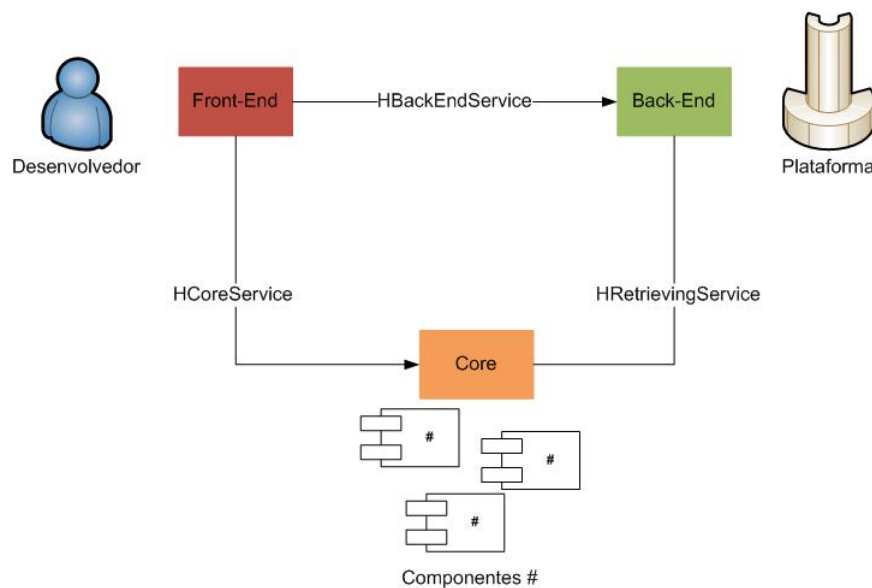 Front-End
HBackEndService
Back-End
Desenvolvedor
Plataforma
HCoreService
HRetrievingService
Core
#
#
#
Componentes #